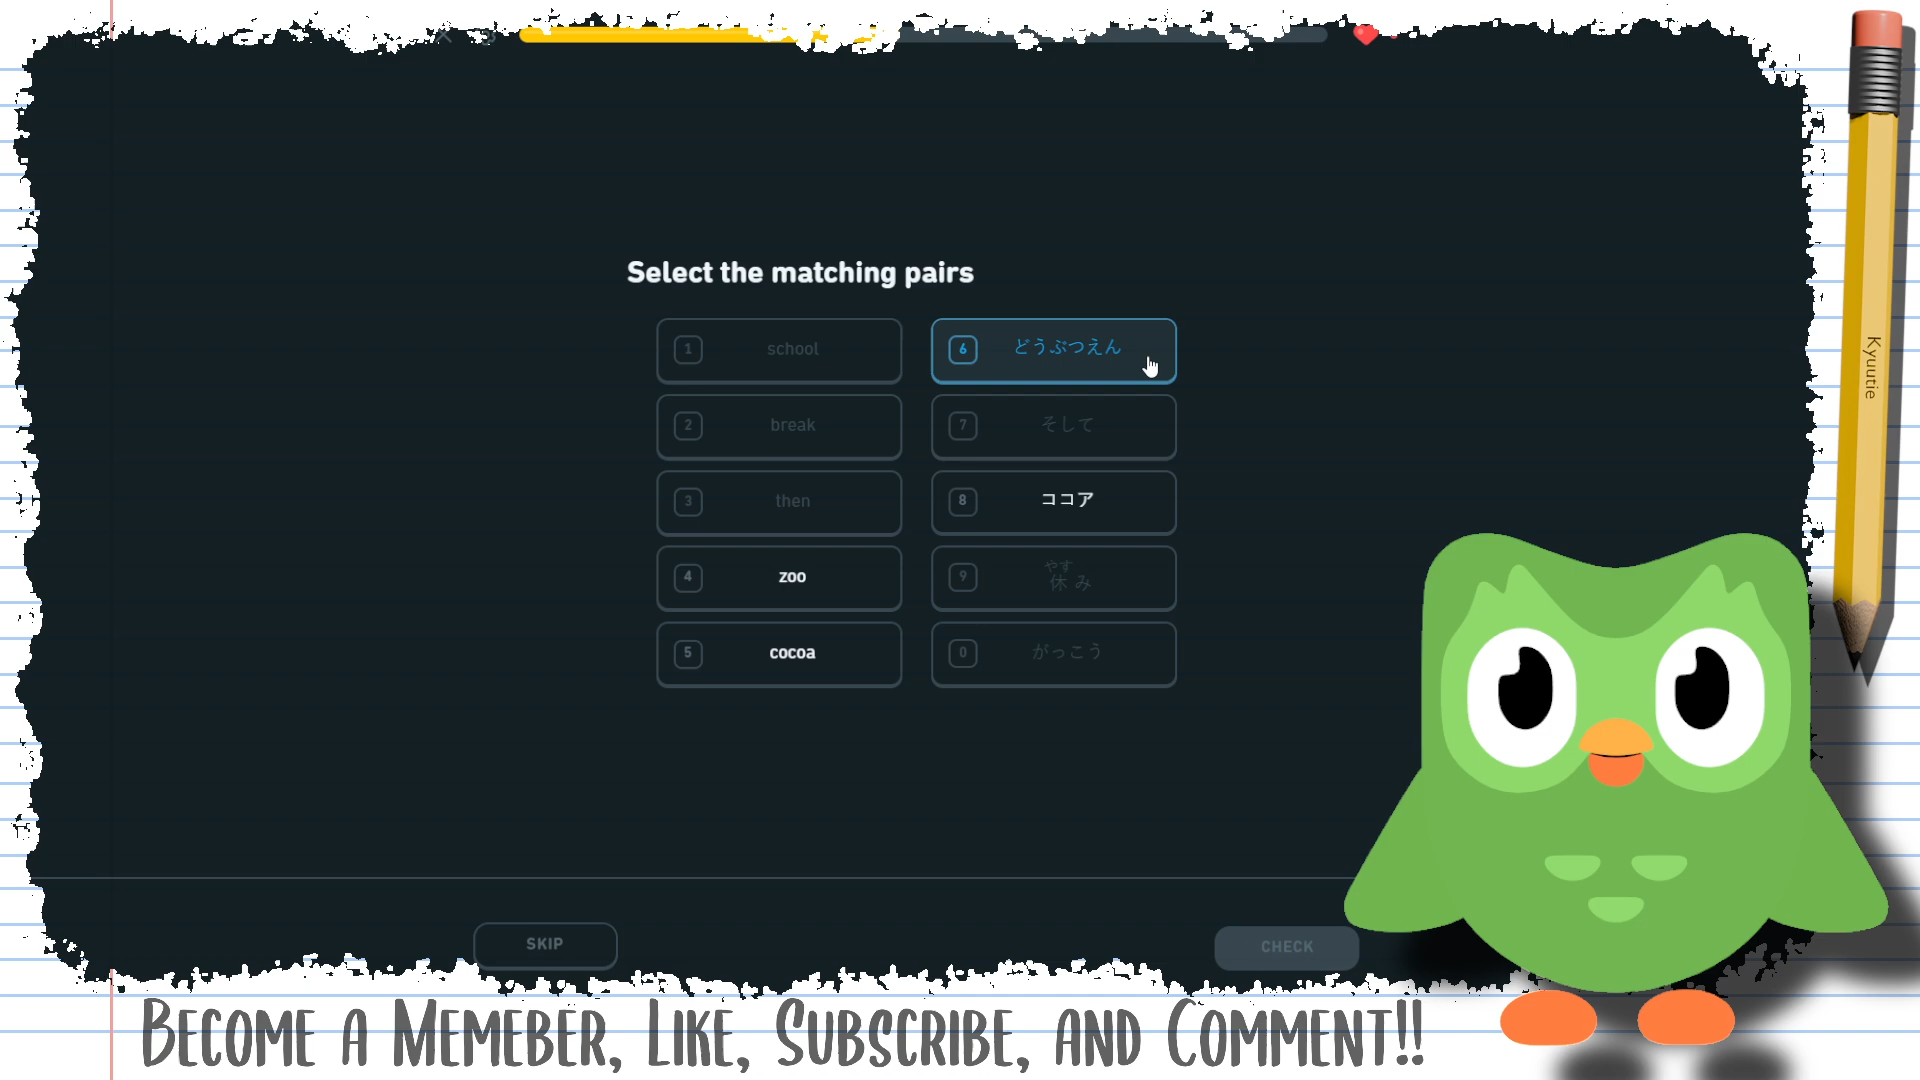 Select the matching pairs
1 school
6 どうぶつえん
2 break
7 そして
3 then
8 ココア
4 zoo
9 休み
やす
5 cocoa
0 がっこう
SKIP
CHECK
Kyuutie
BECOME A MEMEBER, LIKE, SUBSCRIBE, AND COMMENT!!